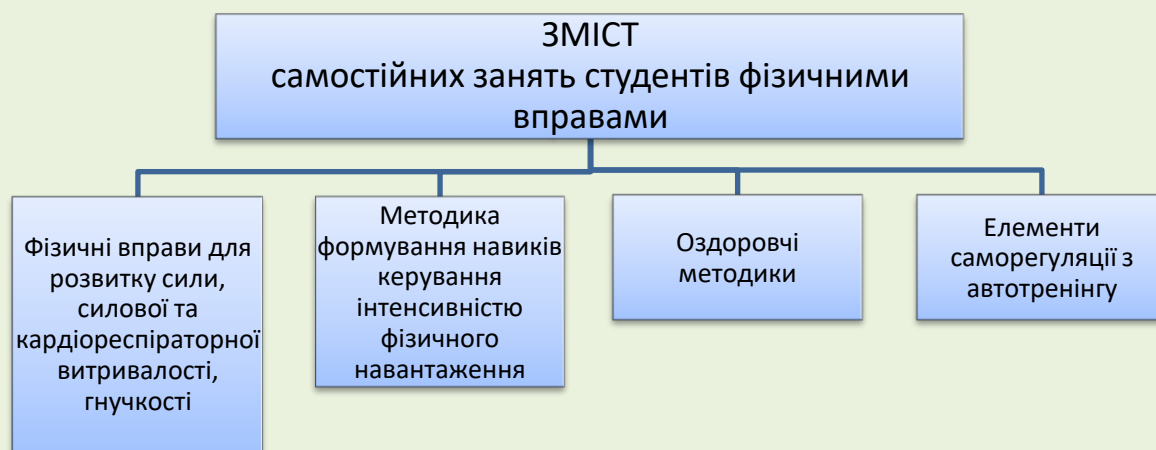 ЗМІСТ
самостійних занять студентів фізичними
вправами
Фізичні вправи для
розвитку сили,
силової та
кардіореспіраторної
витривалості,
гнучкості
Методика
формування навиків
керування
інтенсивністю
фізичного
навантаження
Оздоровчі
методики
Елементи
саморегуляції з
автотренінгу